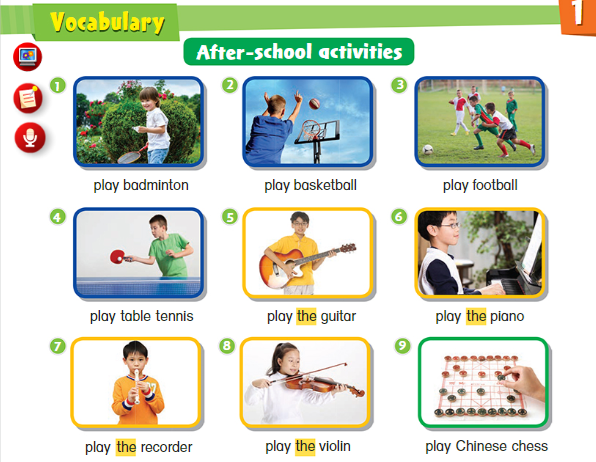 Vocabulary
1
After-school activities
1
2
3
play badminton
play basketball
play football
4
5
6
play table tennis
play the guitar
play the piano
7
8
9
play the recorder
play the violin
play Chinese chess